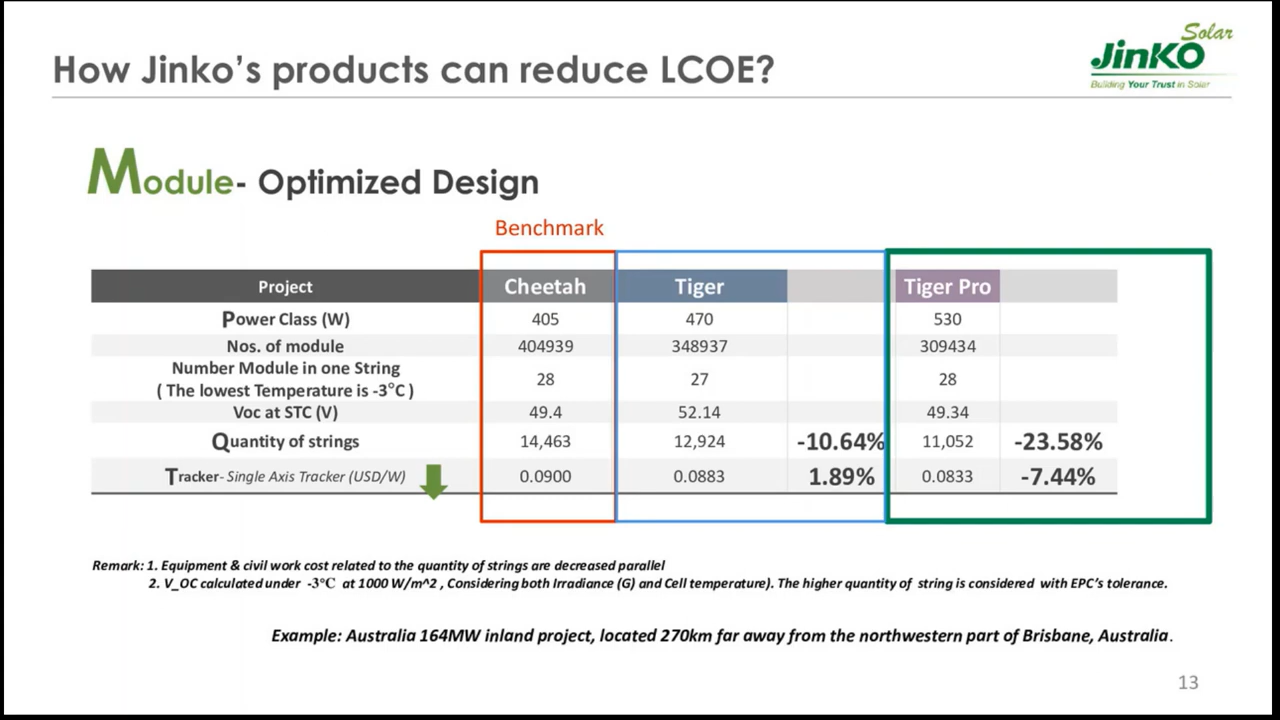 How Jinko's products can reduce LCOE?
Solar
JinKO
Building Your Trust in Solar
Module- Optimized Design
Benchmark
Project Cheetah Tiger Tiger Pro
Power Class (W) 405 470 530
Nos. of module 404939 348937 309434
Number Module in one String
( The lowest Temperature is -3°C ) 28 27 28
Voc at STC (V) 49.4 52.14 49.34
Quantity of strings 14,463 12,924 -10.64% 11,052 -23.58%
Tracker- Single Axis Tracker (USD/W) 0.0900 0.0883 1.89% 0.0833 -7.44%
Remark: 1. Equipment & civil work cost related to the quantity of strings are decreased parallel
2. V_OC calculated under -3°C at 1000 W/m^2 , Considering both Irradiance (G) and Cell temperature). The higher quantity of string is considered with EPC's tolerance.
Example: Australia 164MW inland project, located 270km far away from the northwestern part of Brisbane, Australia.
13